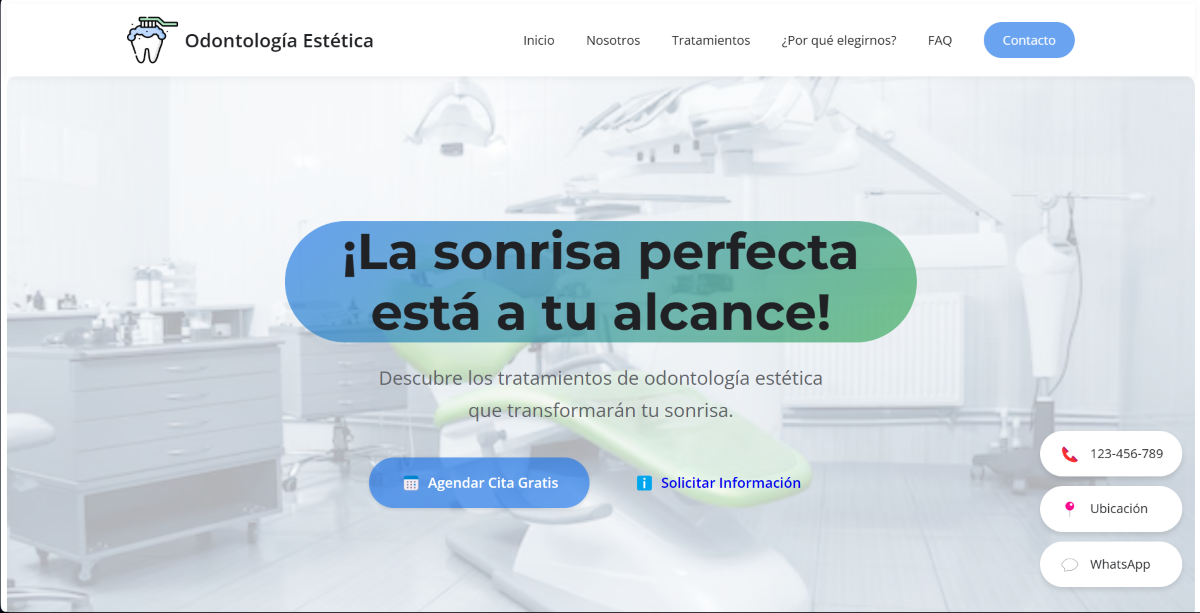 Odontología Estética
Inicio
Nosotros
Tratamientos
¿Por qué elegirnos?
FAQ
Contacto
¡La sonrisa perfecta
está a tu alcance!
Descubre los tratamientos de odontología estética
que transformarán tu sonrisa.
Agendar Cita Gratis
Solicitar Información
123-456-789
Ubicación
WhatsApp